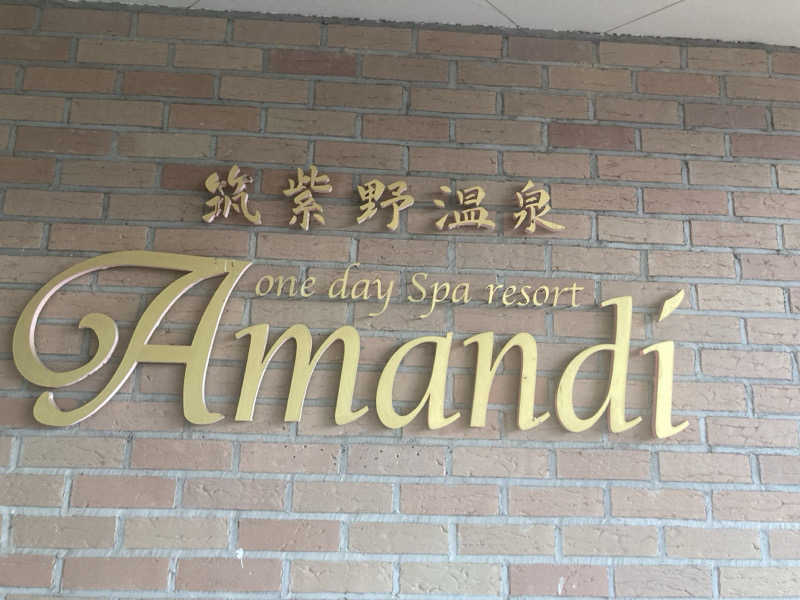 筑紫野温泉
one day Spa resort
Amandi